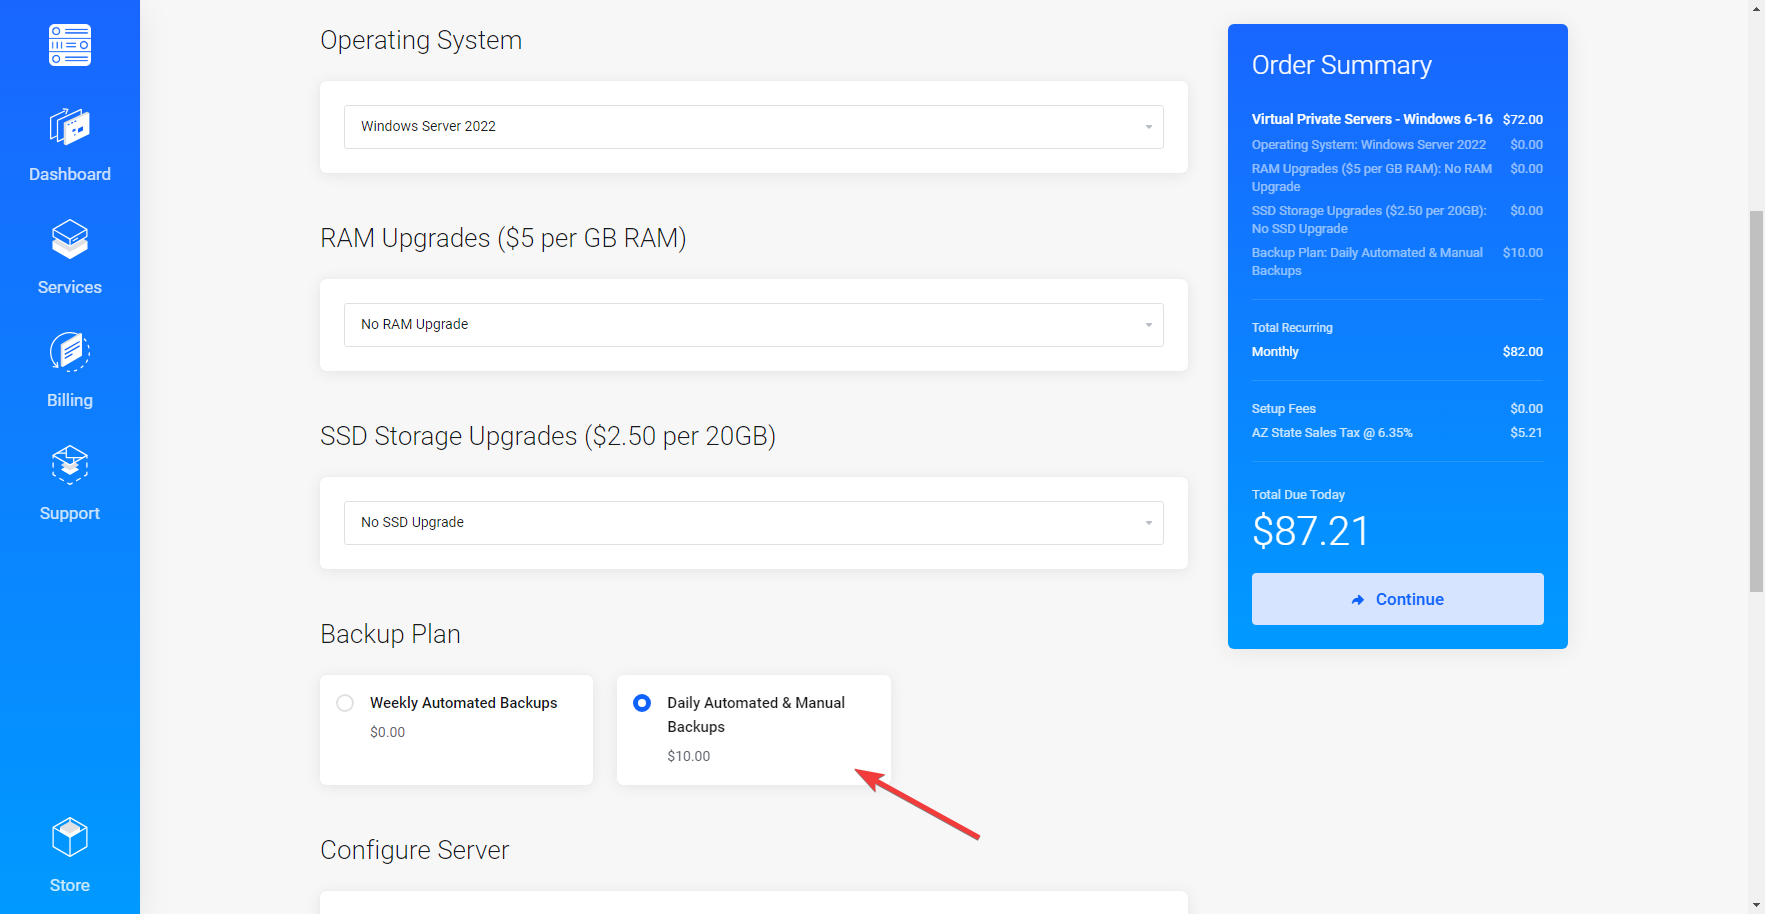 Dashboard
Services
Billing
Support
Store
Operating System
Windows Server 2022
RAM Upgrades ($5 per GB RAM)
No RAM Upgrade
SSD Storage Upgrades ($2.50 per 20GB)
No SSD Upgrade
Backup Plan
Weekly Automated Backups
$0.00
Daily Automated & Manual
Backups
$10.00
Configure Server
Order Summary
Virtual Private Servers - Windows 6-16 $72.00
Operating System: Windows Server 2022 $0.00
RAM Upgrades ($5 per GB RAM): No RAM $0.00
Upgrade
SSD Storage Upgrades ($2.50 per 20GB): $0.00
No SSD Upgrade
Backup Plan: Daily Automated & Manual $10.00
Backups
Total Recurring
Monthly $82.00
Setup Fees $0.00
AZ State Sales Tax @ 6.35% $5.21
Total Due Today
$87.21
Continue